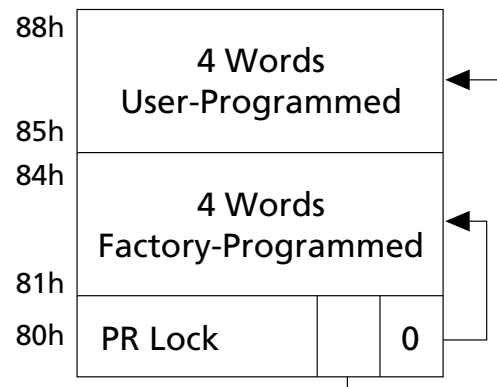 88h
4 Words
User-Programmed
85h
84h
4 Words
Factory-Programmed
81h
80h PR Lock 0